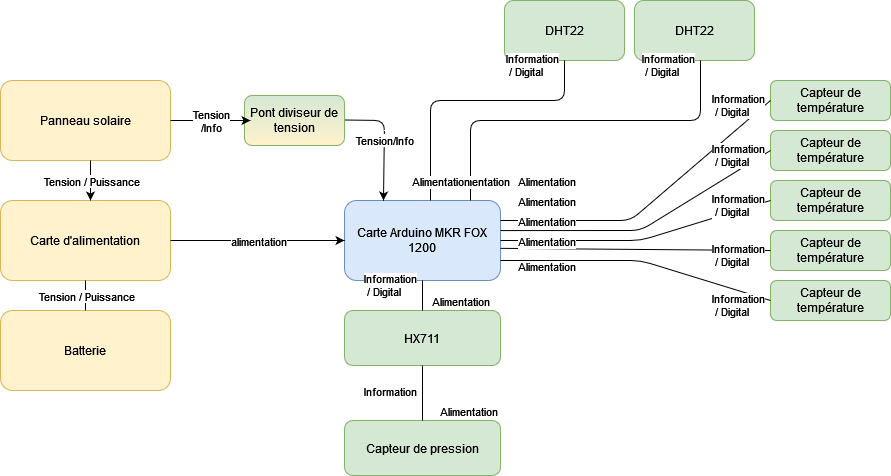 DHT22
DHT22
Information
/ Digital
Information
/ Digital
Panneau solaire
Tension
/Info
Pont diviseur de
tension
Tension/Info
Capteur de
température
Information
/ Digital
Capteur de
température
Information
/ Digital
Capteur de
température
Information
/ Digital
Capteur de
température
Information
/ Digital
Capteur de
température
Information
/ Digital
Tension / Puissance
Alimentation
Alimentation
Alimentation
Alimentation
Alimentation
Alimentation
Carte d'alimentation
alimentation
Carte Arduino MKR FOX
1200
Tension / Puissance
Information
/ Digital
Alimentation
Batterie
HX711
Information
Alimentation
Capteur de pression